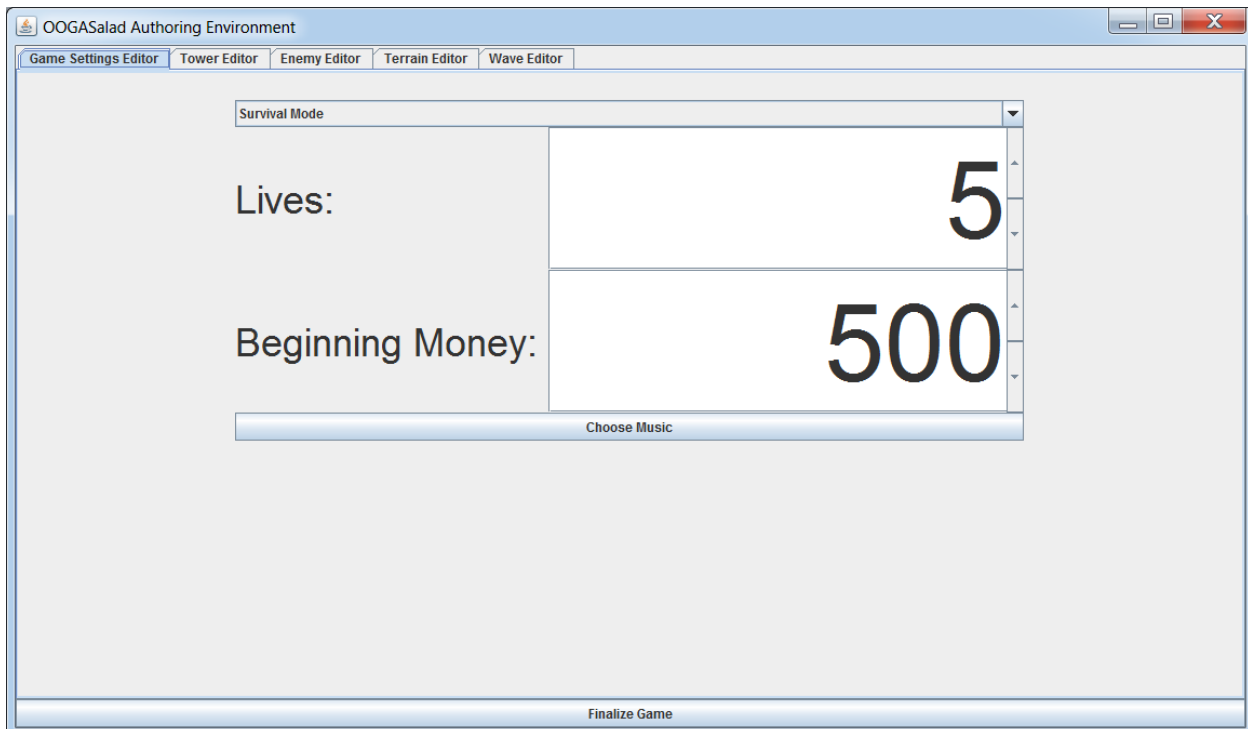 OOGASalad Authoring Environment
Game Settings Editor Tower Editor Enemy Editor Terrain Editor Wave Editor
Survival Mode
Lives: 5
Beginning Money: 500
Choose Music
Finalize Game